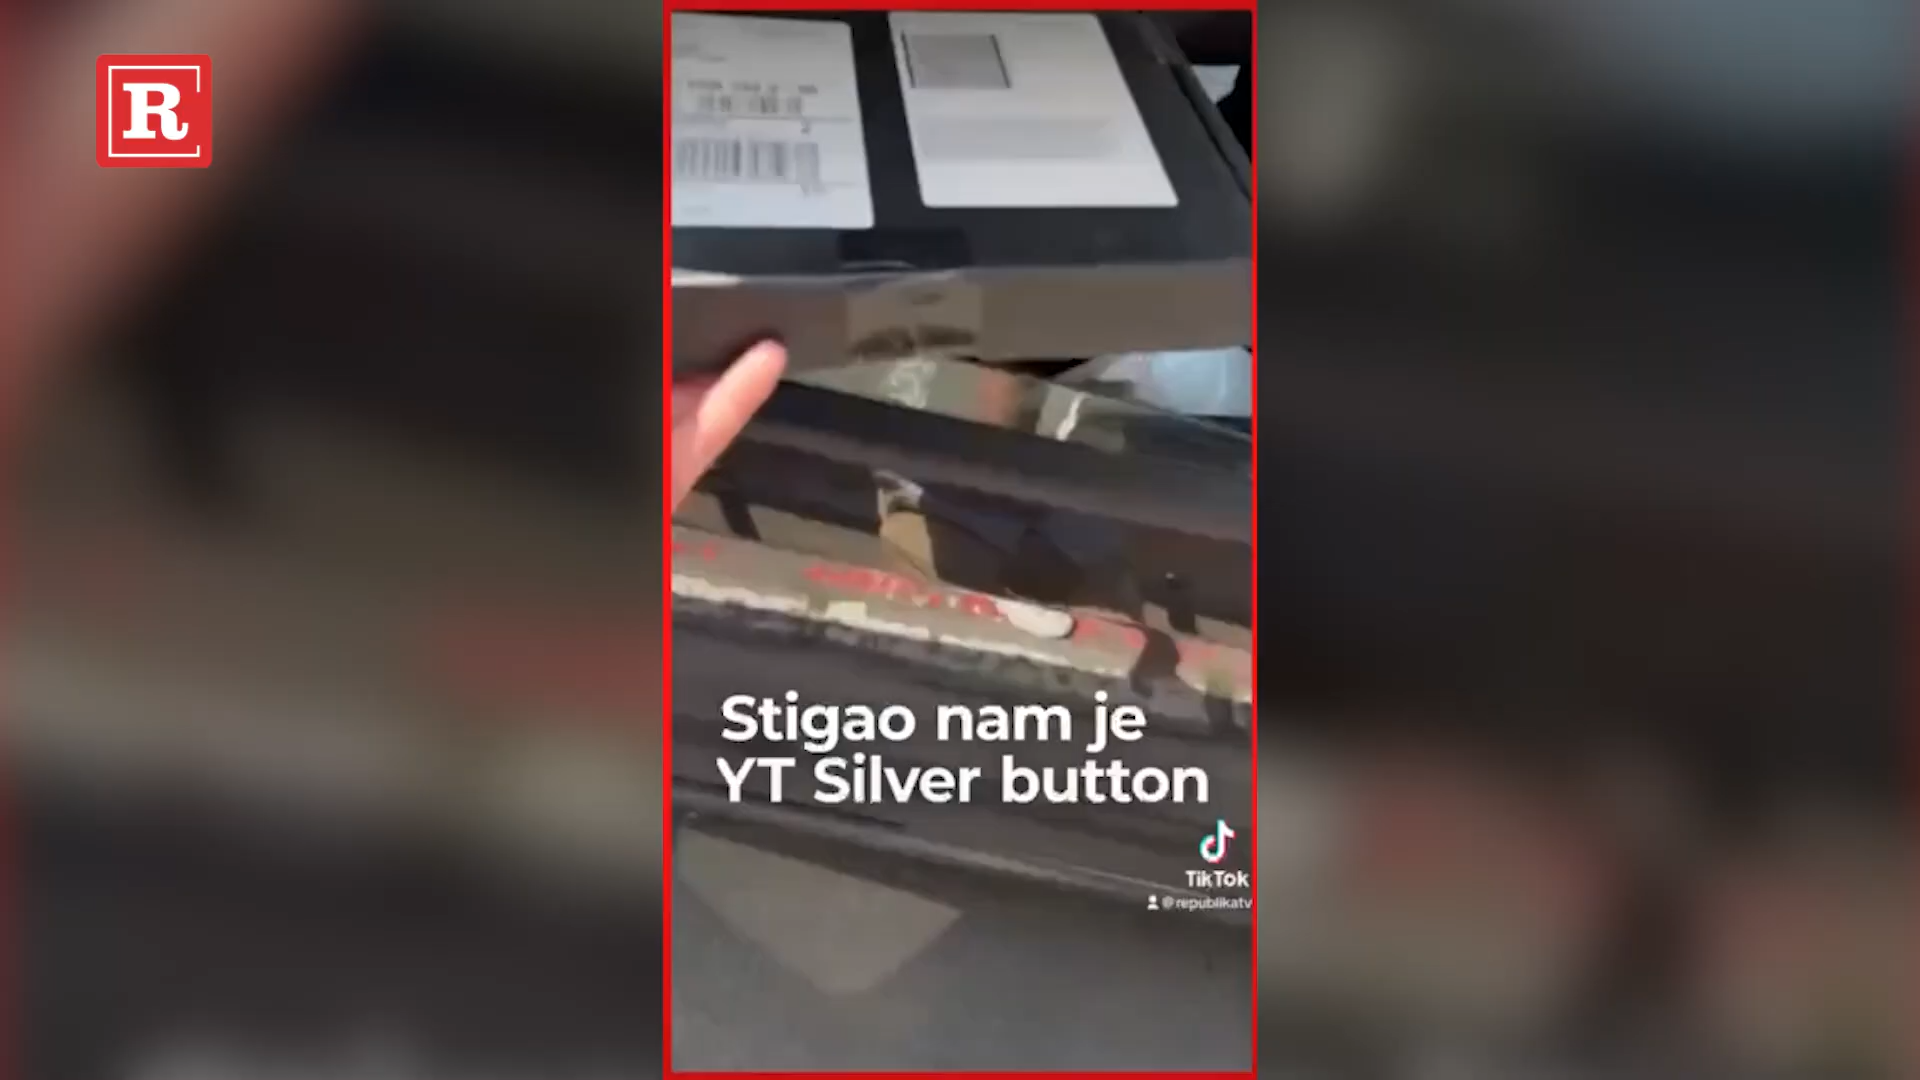 R
Stigao nam je
YT Silver button
TikTok
@republikatv